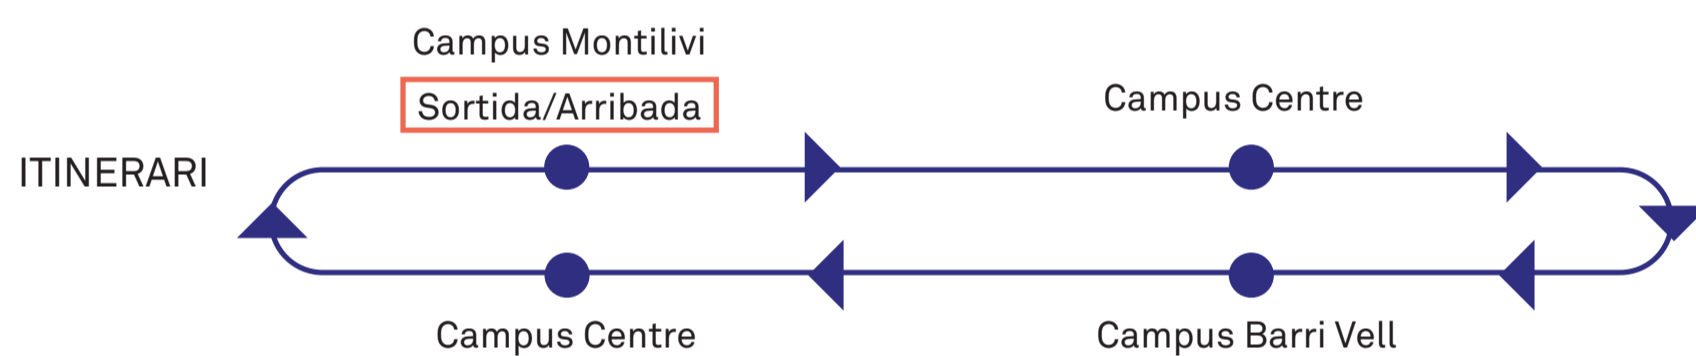 Campus Montilivi
Sortida/Arribada
Campus Centre
ITINERARI
Campus Centre
Campus Barri Vell